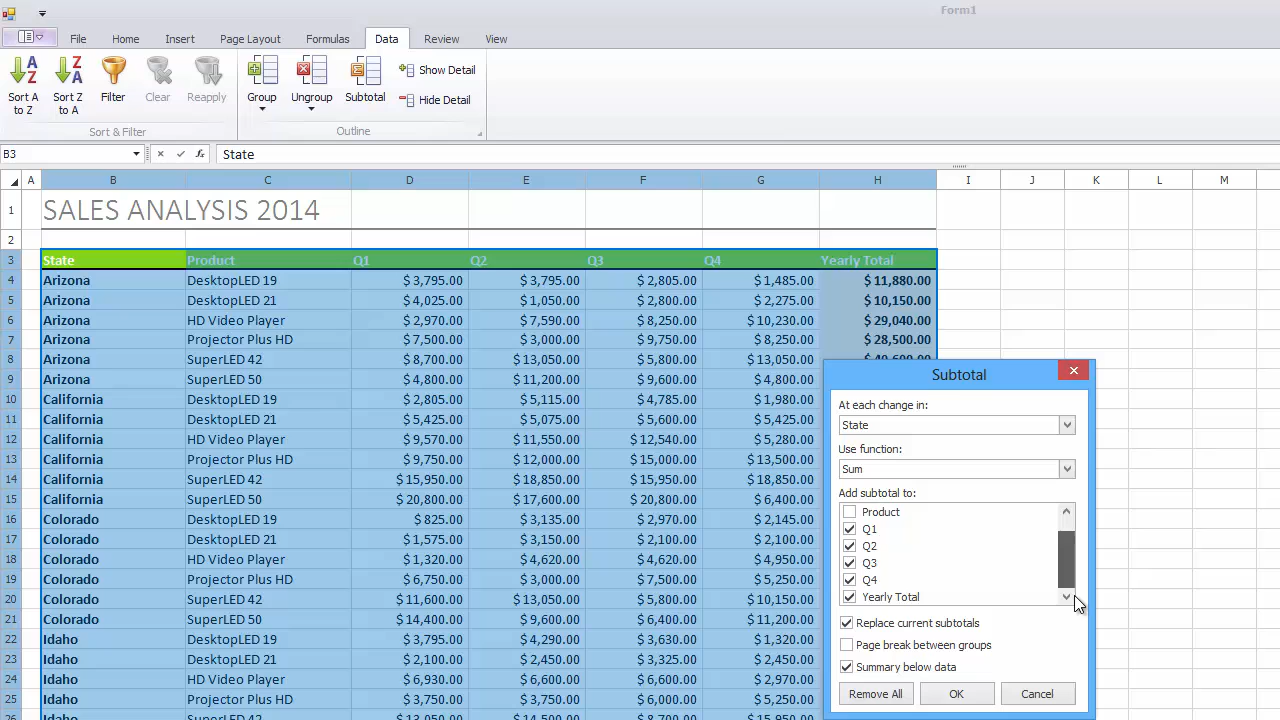 Form1
File Home Insert Page Layout Formulas Data Review View
Sort A to Z Sort Z to A Filter Clear Reapply Group Ungroup Subtotal Show Detail
Hide Detail
Sort & Filter Outline
B3 fx State
A B C D E F G H I J K L M
1 SALES ANALYSIS 2014
2
3 State Product Q1 Q2 Q3 Q4 Yearly Total
4 Arizona DesktopLED 19 $ 3,795.00 $ 3,795.00 $ 2,805.00 $ 1,485.00 $ 11,880.00
5 Arizona DesktopLED 21 $ 4,025.00 $ 1,050.00 $ 2,800.00 $ 2,275.00 $ 10,150.00
6 Arizona HD Video Player $ 2,970.00 $ 7,590.00 $ 8,250.00 $ 10,230.00 $ 29,040.00
7 Arizona Projector Plus HD $ 7,500.00 $ 3,000.00 $ 9,750.00 $ 8,250.00 $ 28,500.00
8 Arizona SuperLED 42 $ 8,700.00 $ 13,050.00 $ 5,800.00 $ 13,050.00 $ 40,600.00
9 Arizona SuperLED 50 $ 4,800.00 $ 11,200.00 $ 9,600.00 $ 4,800.00
10 California DesktopLED 19 $ 2,805.00 $ 5,115.00 $ 4,785.00 $ 1,980.00
11 California DesktopLED 21 $ 5,425.00 $ 5,075.00 $ 5,600.00 $ 5,425.00
12 California HD Video Player $ 9,570.00 $ 11,550.00 $ 12,540.00 $ 5,280.00
13 California Projector Plus HD $ 9,750.00 $ 12,000.00 $ 15,000.00 $ 13,500.00
14 California SuperLED 42 $ 15,950.00 $ 18,850.00 $ 15,950.00 $ 18,850.00
15 California SuperLED 50 $ 20,800.00 $ 17,600.00 $ 20,800.00 $ 6,400.00
16 Colorado DesktopLED 19 $ 825.00 $ 3,135.00 $ 2,970.00 $ 2,145.00
17 Colorado DesktopLED 21 $ 1,575.00 $ 3,150.00 $ 2,100.00 $ 2,100.00
18 Colorado HD Video Player $ 1,320.00 $ 4,620.00 $ 4,620.00 $ 4,950.00
19 Colorado Projector Plus HD $ 6,750.00 $ 3,000.00 $ 7,500.00 $ 5,250.00
20 Colorado SuperLED 42 $ 11,600.00 $ 13,050.00 $ 5,800.00 $ 10,150.00
21 Colorado SuperLED 50 $ 14,400.00 $ 9,600.00 $ 6,400.00 $ 11,200.00
22 Idaho DesktopLED 19 $ 3,795.00 $ 4,290.00 $ 3,630.00 $ 1,320.00
23 Idaho DesktopLED 21 $ 2,100.00 $ 2,450.00 $ 3,325.00 $ 2,450.00
24 Idaho HD Video Player $ 6,930.00 $ 6,600.00 $ 4,620.00 $ 2,970.00
25 Idaho Projector Plus HD $ 3,750.00 $ 3,750.00 $ 6,000.00 $ 5,250.00
26 Idaho SuperLED 42 $ 13,050.00 $ 14,500.00 $ 8,700.00 $ 15,950.00
Subtotal
At each change in:
State
Use function:
Sum
Add subtotal to:
Product
Q1
Q2
Q3
Q4
Yearly Total
Replace current subtotals
Page break between groups
Summary below data
Remove All OK Cancel